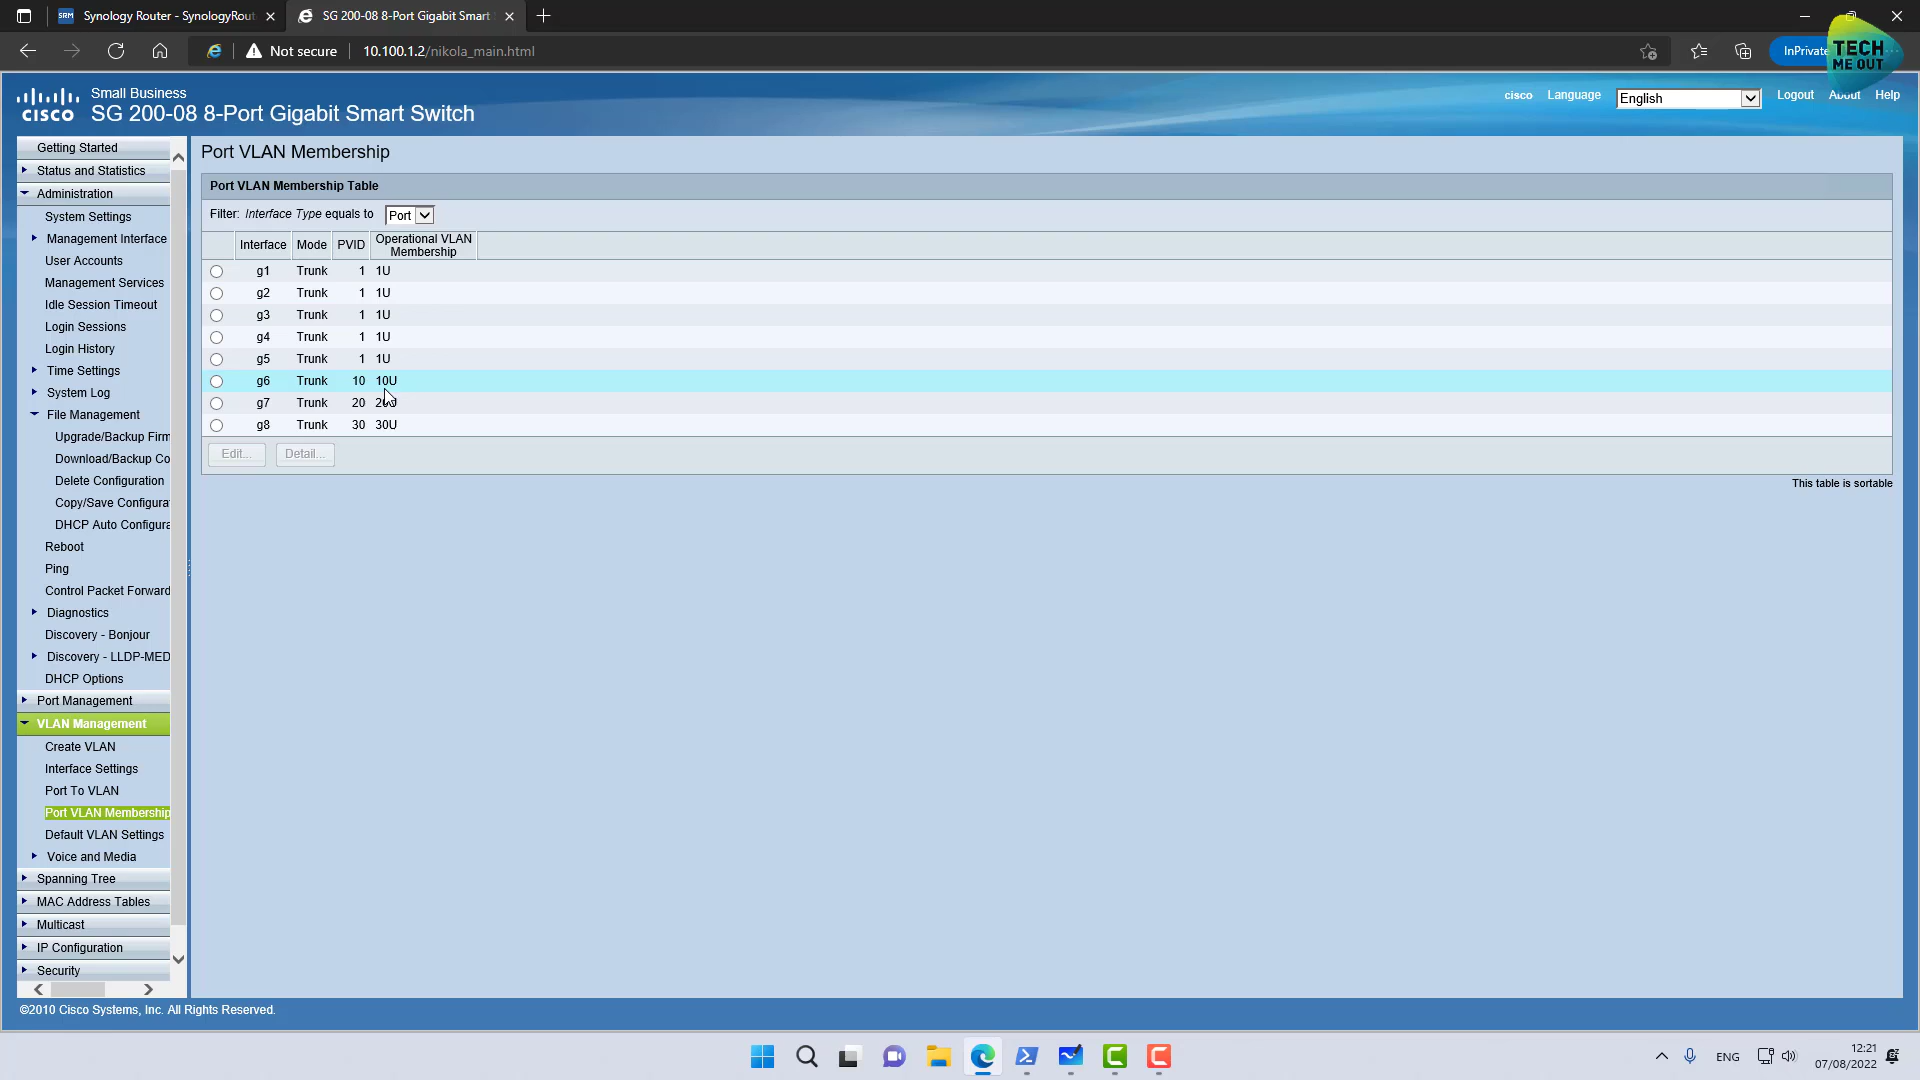 SRM Synology Router - SynologyRout
SG 200-08 8-Port Gigabit Smart
Not secure 10.100.1.2/nikola_main.html
InPrivate
TECH
ME OUT
cisco
Small Business
SG 200-08 8-Port Gigabit Smart Switch
cisco Language English Logout About Help
Getting Started
Status and Statistics
Administration
System Settings
Management Interface
User Accounts
Management Services
Idle Session Timeout
Login Sessions
Login History
Time Settings
System Log
File Management
Upgrade/Backup Firm
Download/Backup Co
Delete Configuration
Copy/Save Configurat
DHCP Auto Configura
Reboot
Ping
Control Packet Forward
Diagnostics
Discovery - Bonjour
Discovery - LLDP-MED
DHCP Options
Port Management
VLAN Management
Create VLAN
Interface Settings
Port To VLAN
Port VLAN Membership
Default VLAN Settings
Voice and Media
Spanning Tree
MAC Address Tables
Multicast
IP Configuration
Security
Port VLAN Membership
Port VLAN Membership Table
Filter: Interface Type equals to Port
Interface Mode PVID Operational VLAN Membership
g1 Trunk 1 1U
g2 Trunk 1 1U
g3 Trunk 1 1U
g4 Trunk 1 1U
g5 Trunk 1 1U
g6 Trunk 10 10U
g7 Trunk 20 20U
g8 Trunk 30 30U
Edit... Detail...
This table is sortable
©2010 Cisco Systems, Inc. All Rights Reserved.
ENG
12:21
07/08/2022